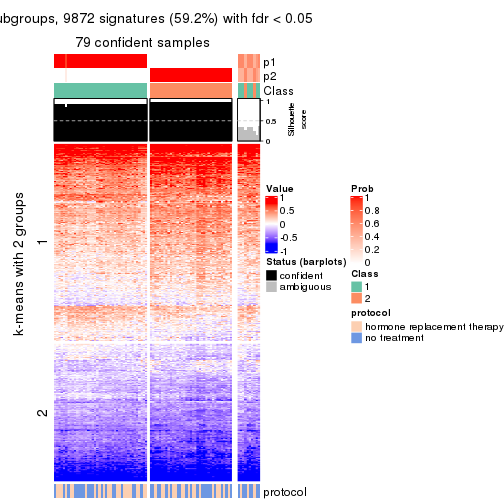 ubgroups, 9872 signatures (59.2%) with fdr < 0.05
79 confident samples
p1
p2
Class
1
0.5
0
Silhouette
score
k-means with 2 groups
1
2
protocol
Value
1
0.5
0
-0.5
-1
Status (barplots)
confident
ambiguous
Prob
1
0.8
0.6
0.4
0.2
0
Class
1
2
protocol
hormone replacement therapy
no treatment